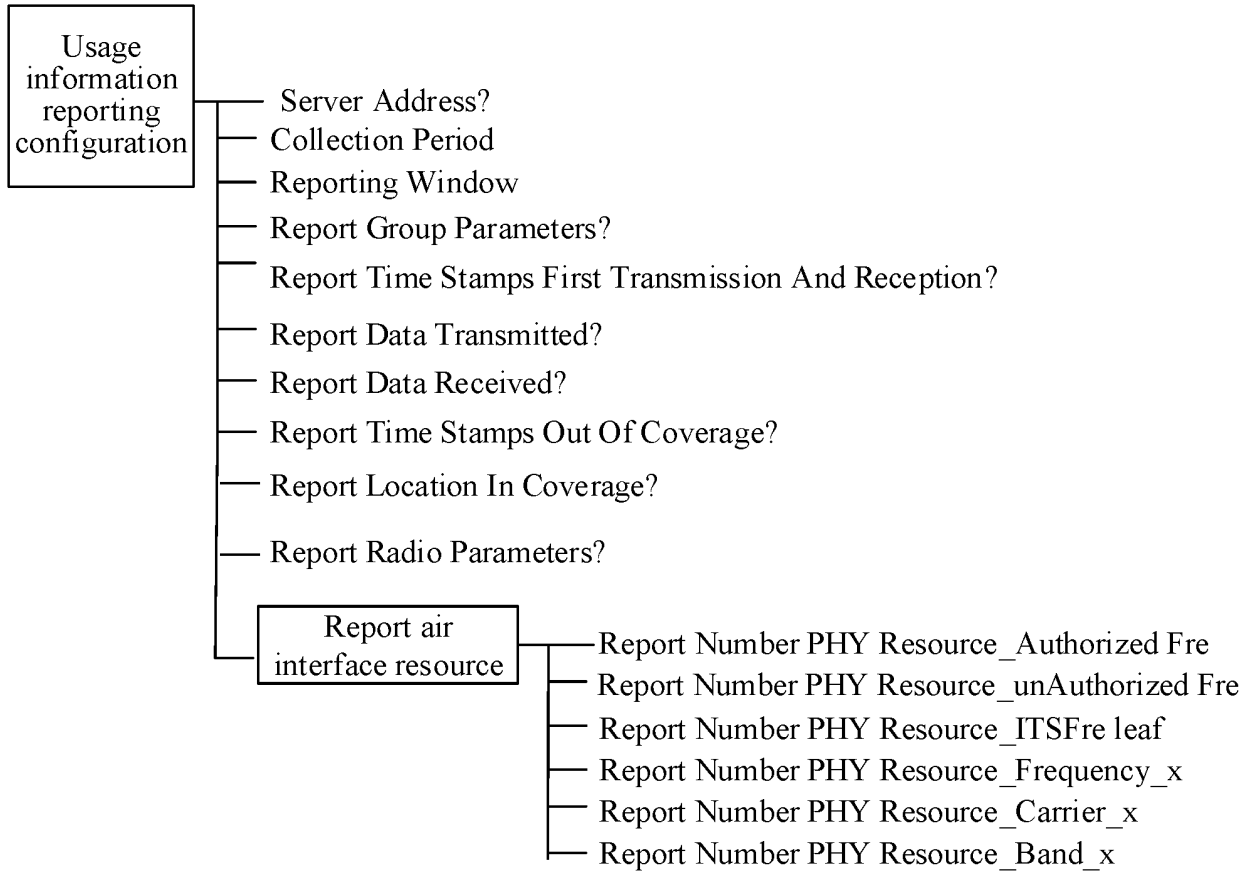 Usage
information
reporting
configuration
Server Address?
Collection Period
Reporting Window
Report Group Parameters?
Report Time Stamps First Transmission And Reception?
Report Data Transmitted?
Report Data Received?
Report Time Stamps Out Of Coverage?
Report Location In Coverage?
Report Radio Parameters?
Report air
interface resource
Report Number PHY Resource_Authorized Fre
Report Number PHY Resource_unAuthorized Fre
Report Number PHY Resource_ITSFre leaf
Report Number PHY Resource_Frequency_x
Report Number PHY Resource_Carrier_x
Report Number PHY Resource_Band_x